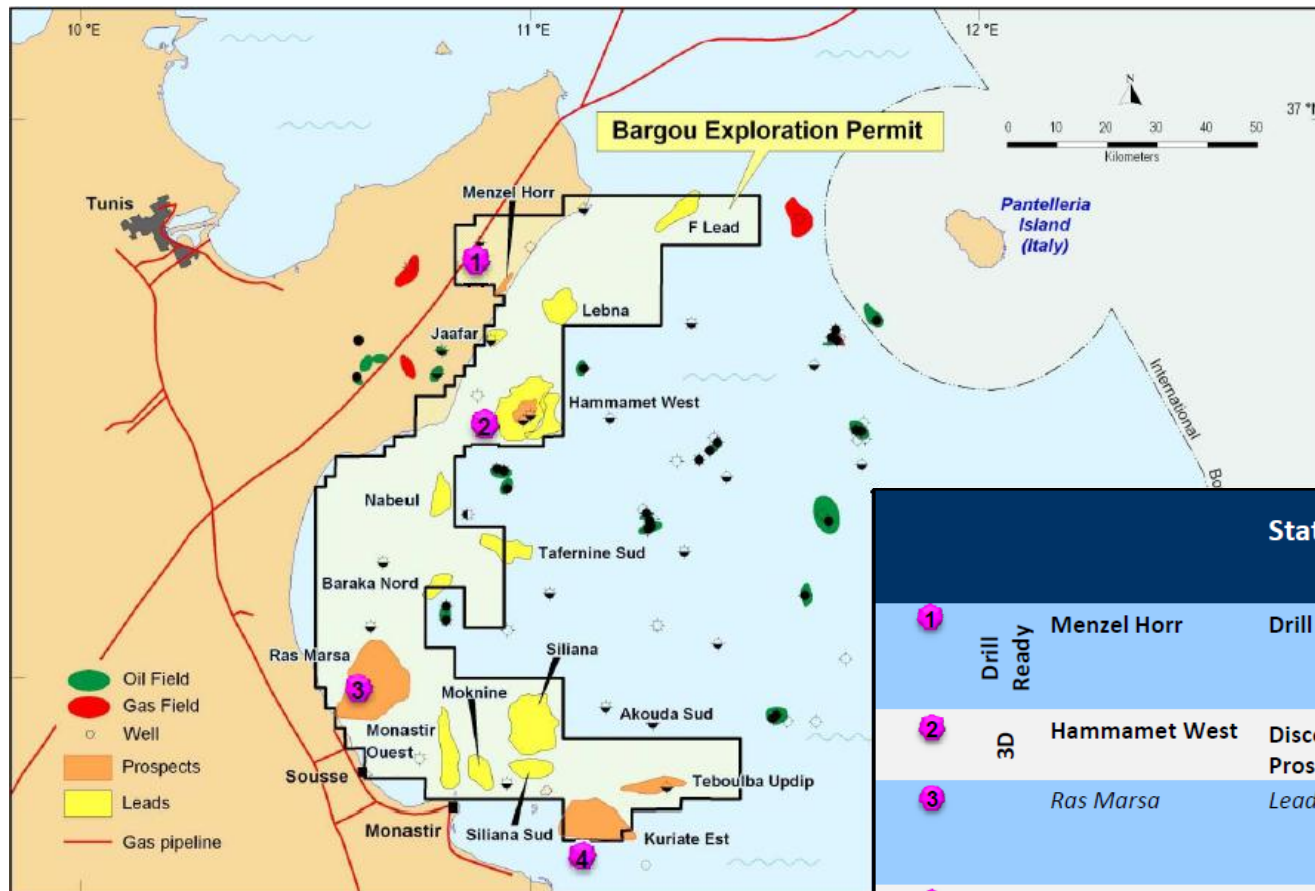 10 °E
11 °E
12 °E
N
37 °N
0 10 20 30 40 50
Kilometers
Bargou Exploration Permit
Menzel Horr
Tunis
Pantelleria
Island
(Italy)
F Lead
1
Lebna
Jaafar
International
Hammamet West
2
Nabeul
Tafernine Sud
Baraka Nord
Ras Marsa
Siliana
3
Moknine
Akouda Sud
Monastir
Ouest
Sousse
Teboulba Updip
Monastir
Siliana Sud
Kuriate Est
4
Oil Field
Gas Field
Well
Prospects
Leads
Gas pipeline
1
Drill
Ready
Menzel Horr
Drill
2
3D
Hammamet West
Pros
3
Ras Marsa
Lead